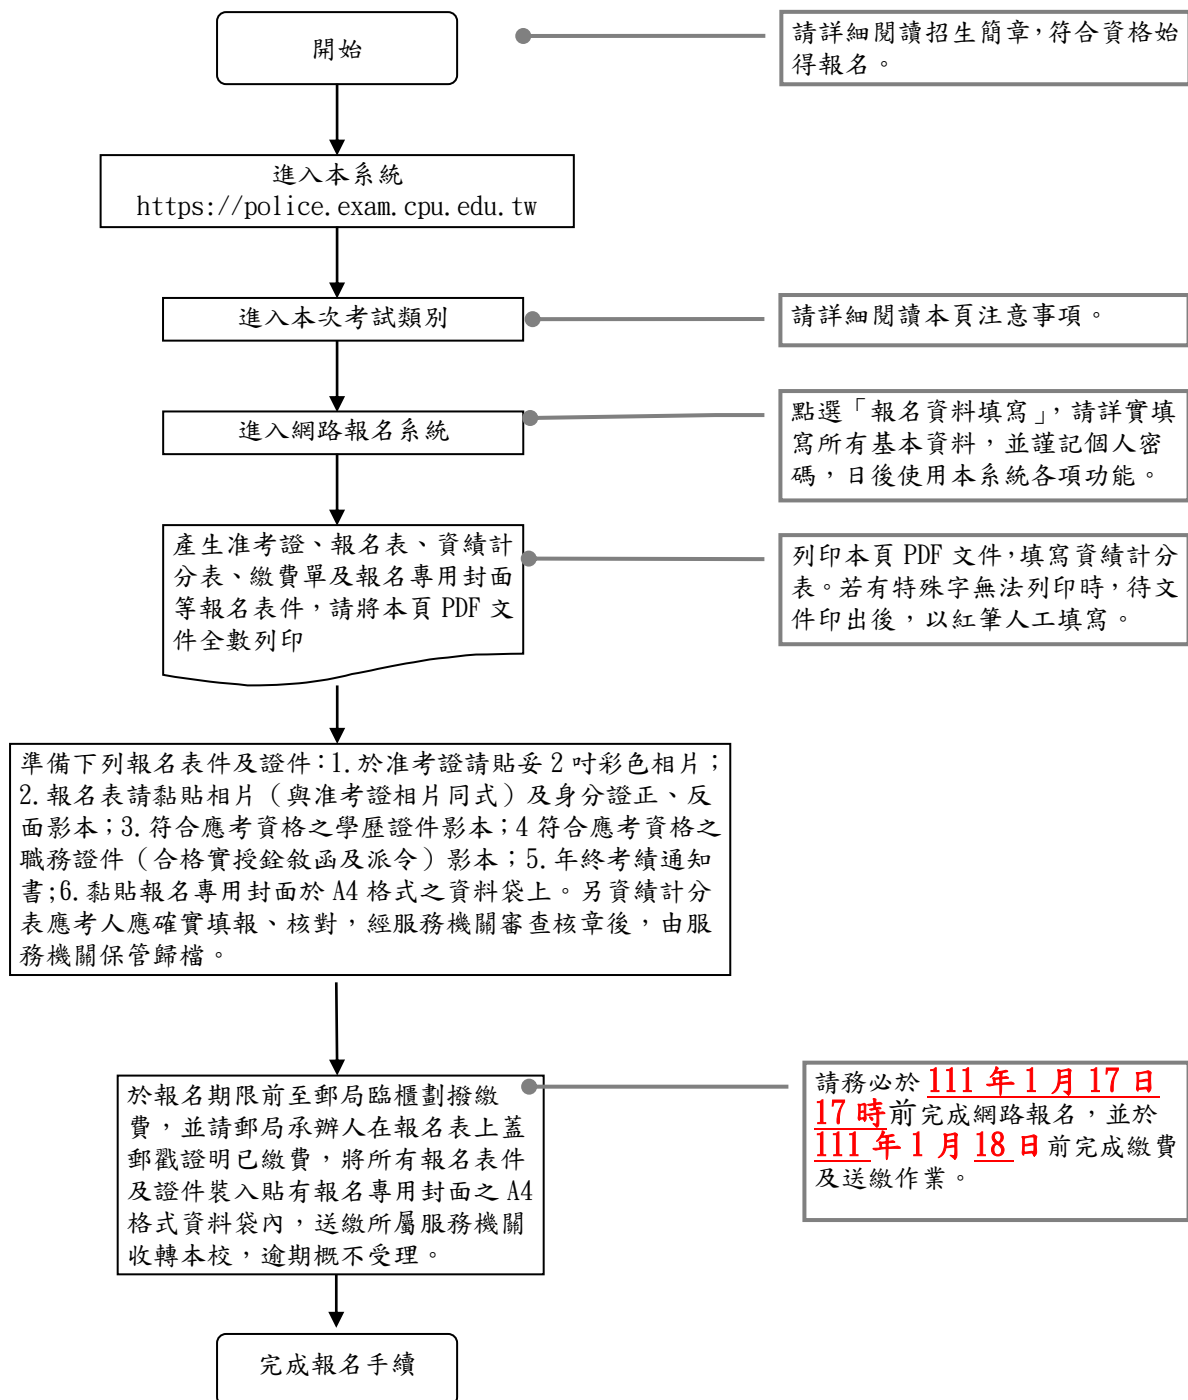 開始
請詳細閱讀招生簡章,符合資格始
得報名。
進入本系統
https://police.exam.cpu.edu.tw
進入本次考試類別
請詳細閱讀本頁注意事項。
進入網路報名系統
點選「報名資料填寫」,請詳實填
寫所有基本資料,並謹記個人密
碼,日後使用本系統各項功能。
產生准考證、報名表、資績計
分表、繳費單及報名專用封面
等報名表件,請將本頁 PDF 文
件全數列印
列印本頁 PDF 文件,填寫資績計分
表。若有特殊字無法列印時,待文
件印出後,以紅筆人工填寫。
準備下列報名表件及證件:1.於准考證請貼妥 2 吋彩色相片;
2.報名表請黏貼相片(與准考證相片同式)及身分證正、反
面影本;3.符合應考資格之學歷證件影本;4 符合應考資格之
職務證件(合格實授銓敘函及派令)影本;5.年終考績通知
書;6.黏貼報名專用封面於 A4 格式之資料袋上。另資績計分
表應考人應確實填報、核對,經服務機關審查核章後,由服
務機關保管歸檔。
於報名期限前至郵局臨櫃劃撥繳
費,並請郵局承辦人在報名表上蓋
郵戳證明已繳費,將所有報名表件
及證件裝入貼有報名專用封面之 A4
格式資料袋內,送繳所屬服務機關
收轉本校,逾期概不受理。
請務必於 111 年 1 月 17 日
17 時前完成網路報名,並於
111 年 1 月 18 日前完成繳費
及送繳作業。
完成報名手續